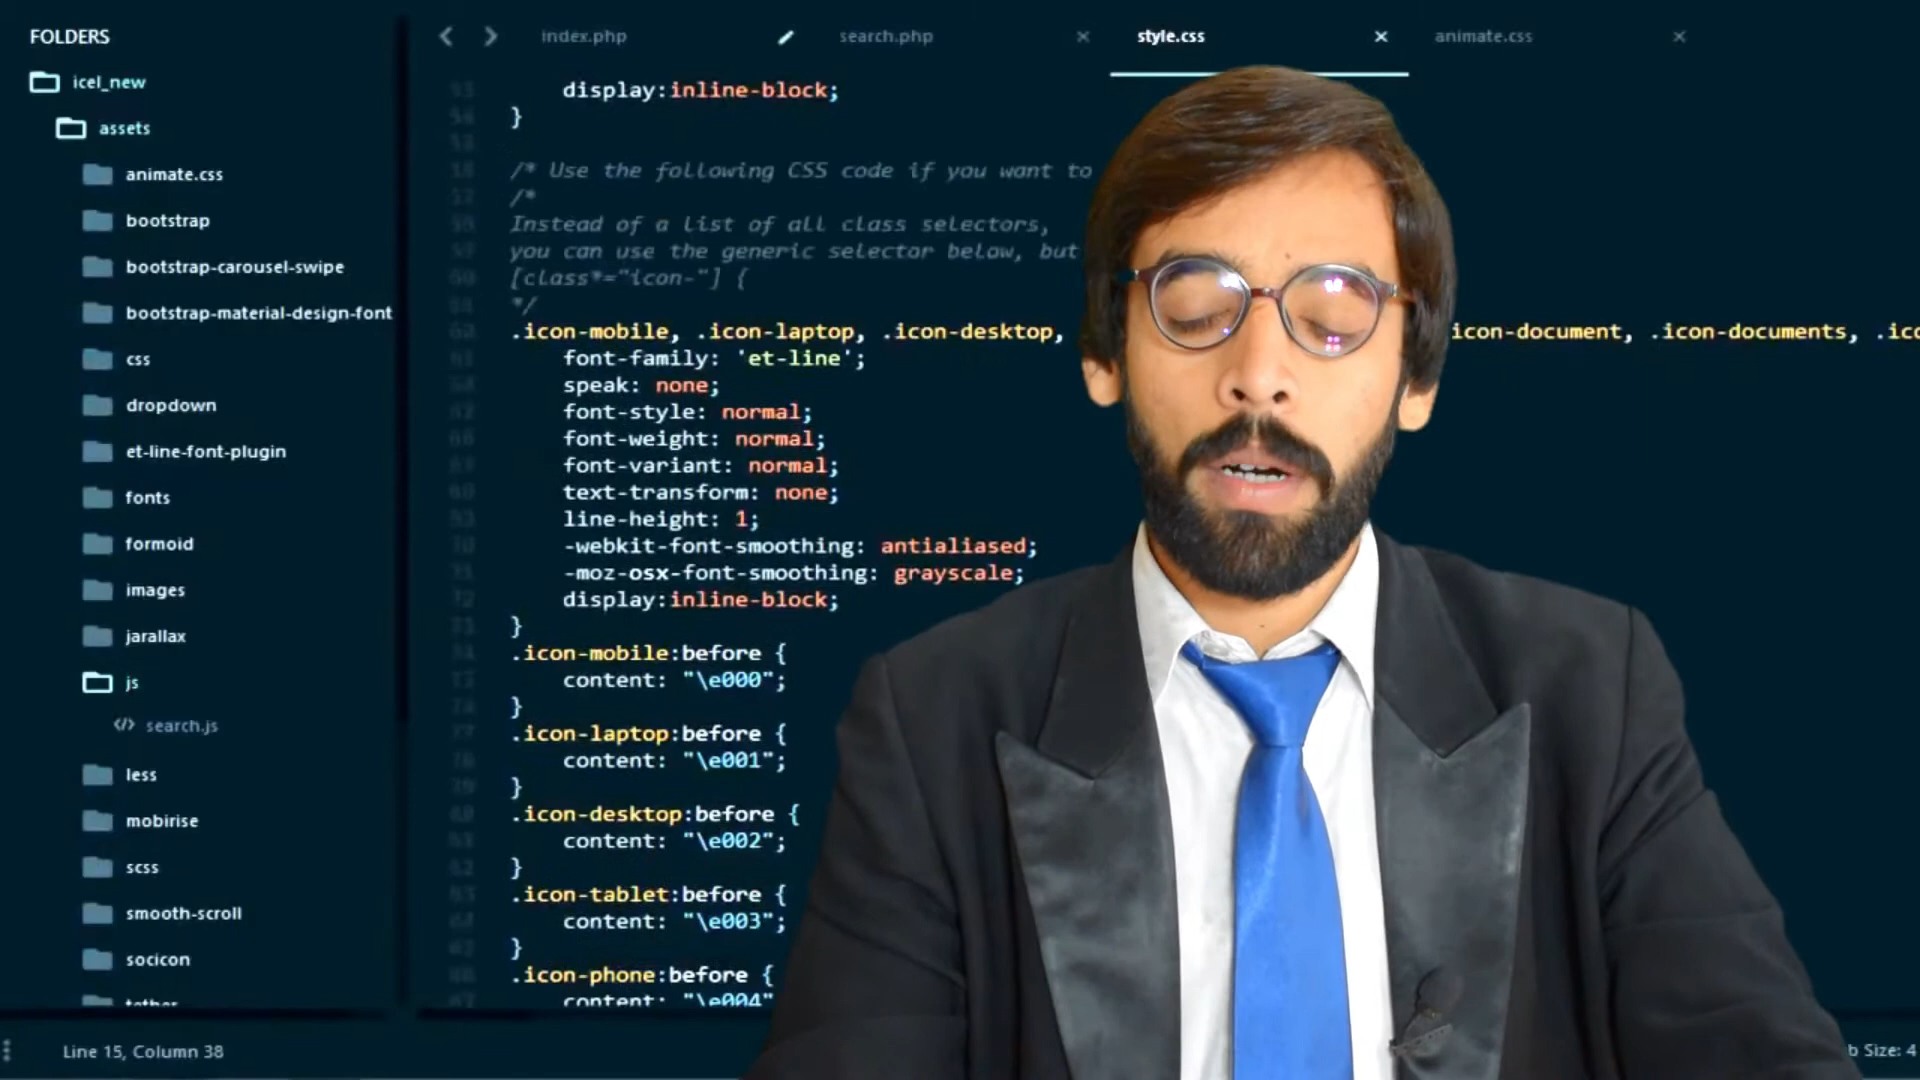 FOLDERS
icel_new
assets
animate.css
bootstrap
bootstrap-carousel-swipe
bootstrap-material-design-font
css
dropdown
et-line-font-plugin
fonts
formoid
images
jarallax
js
search.js
less
mobirise
scss
smooth-scroll
socicon
Line 15, Column 38
index.php
search.php
style.css
animate.css
display:inline-block;
}
/* Use the following CSS code if you want to
/*
Instead of a list of all class selectors,
you can use the generic selector below, but
[class*="icon-"] {
*/
.icon-mobile, .icon-laptop, .icon-desktop, icon-document, .icon-documents,
font-family: 'et-line';
speak: none;
font-style: normal;
font-weight: normal;
font-variant: normal;
text-transform: none;
line-height: 1;
-webkit-font-smoothing: antialiased;
-moz-osx-font-smoothing: grayscale;
display:inline-block;
}
.icon-mobile:before {
content: "\e000";
}
.icon-laptop:before {
content: "\e001";
}
.icon-desktop:before {
content: "\e002";
}
.icon-tablet:before {
content: "\e003";
}
.icon-phone:before {
content: "\e004"
Size: 4